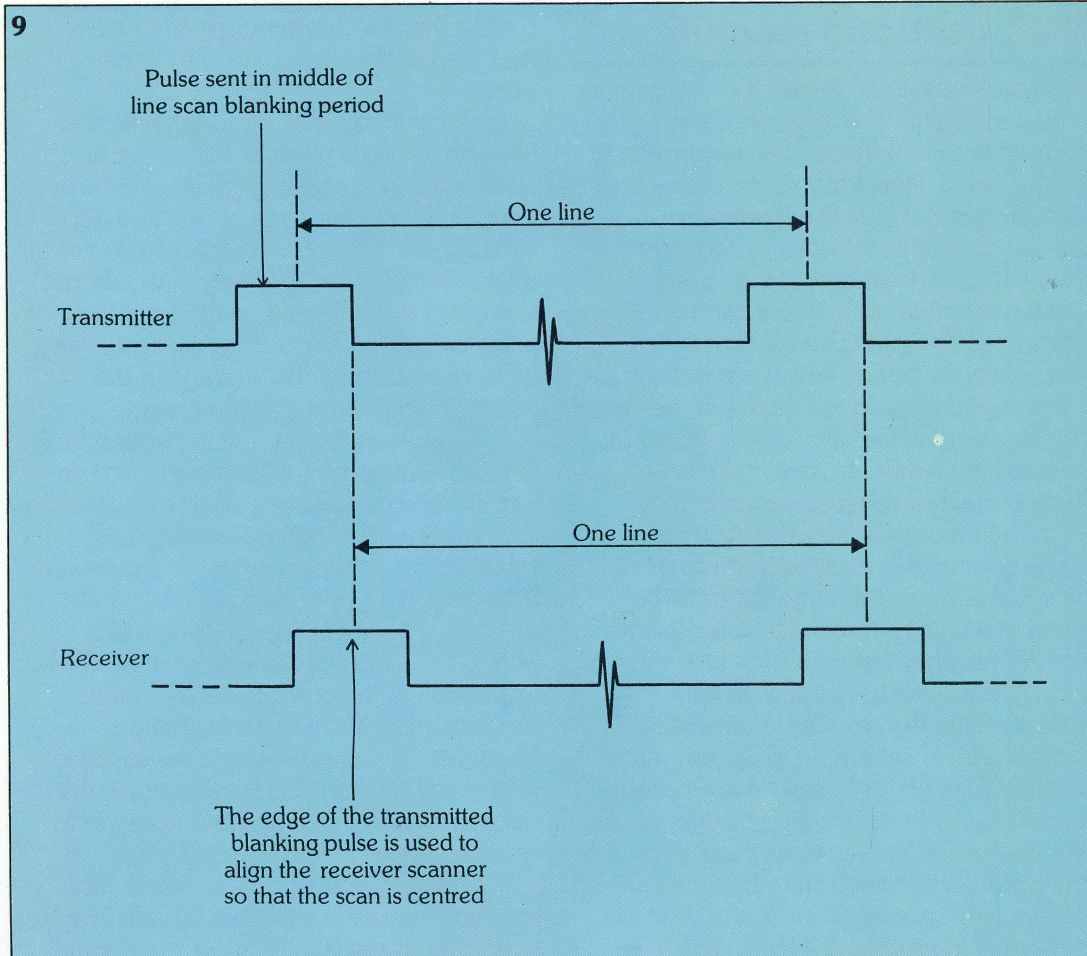 9
Pulse sent in middle of
line scan blanking period
One line
Transmitter
One line
Receiver
The edge of the transmitted
blanking pulse is used to
align the receiver scanner
so that the scan is centred